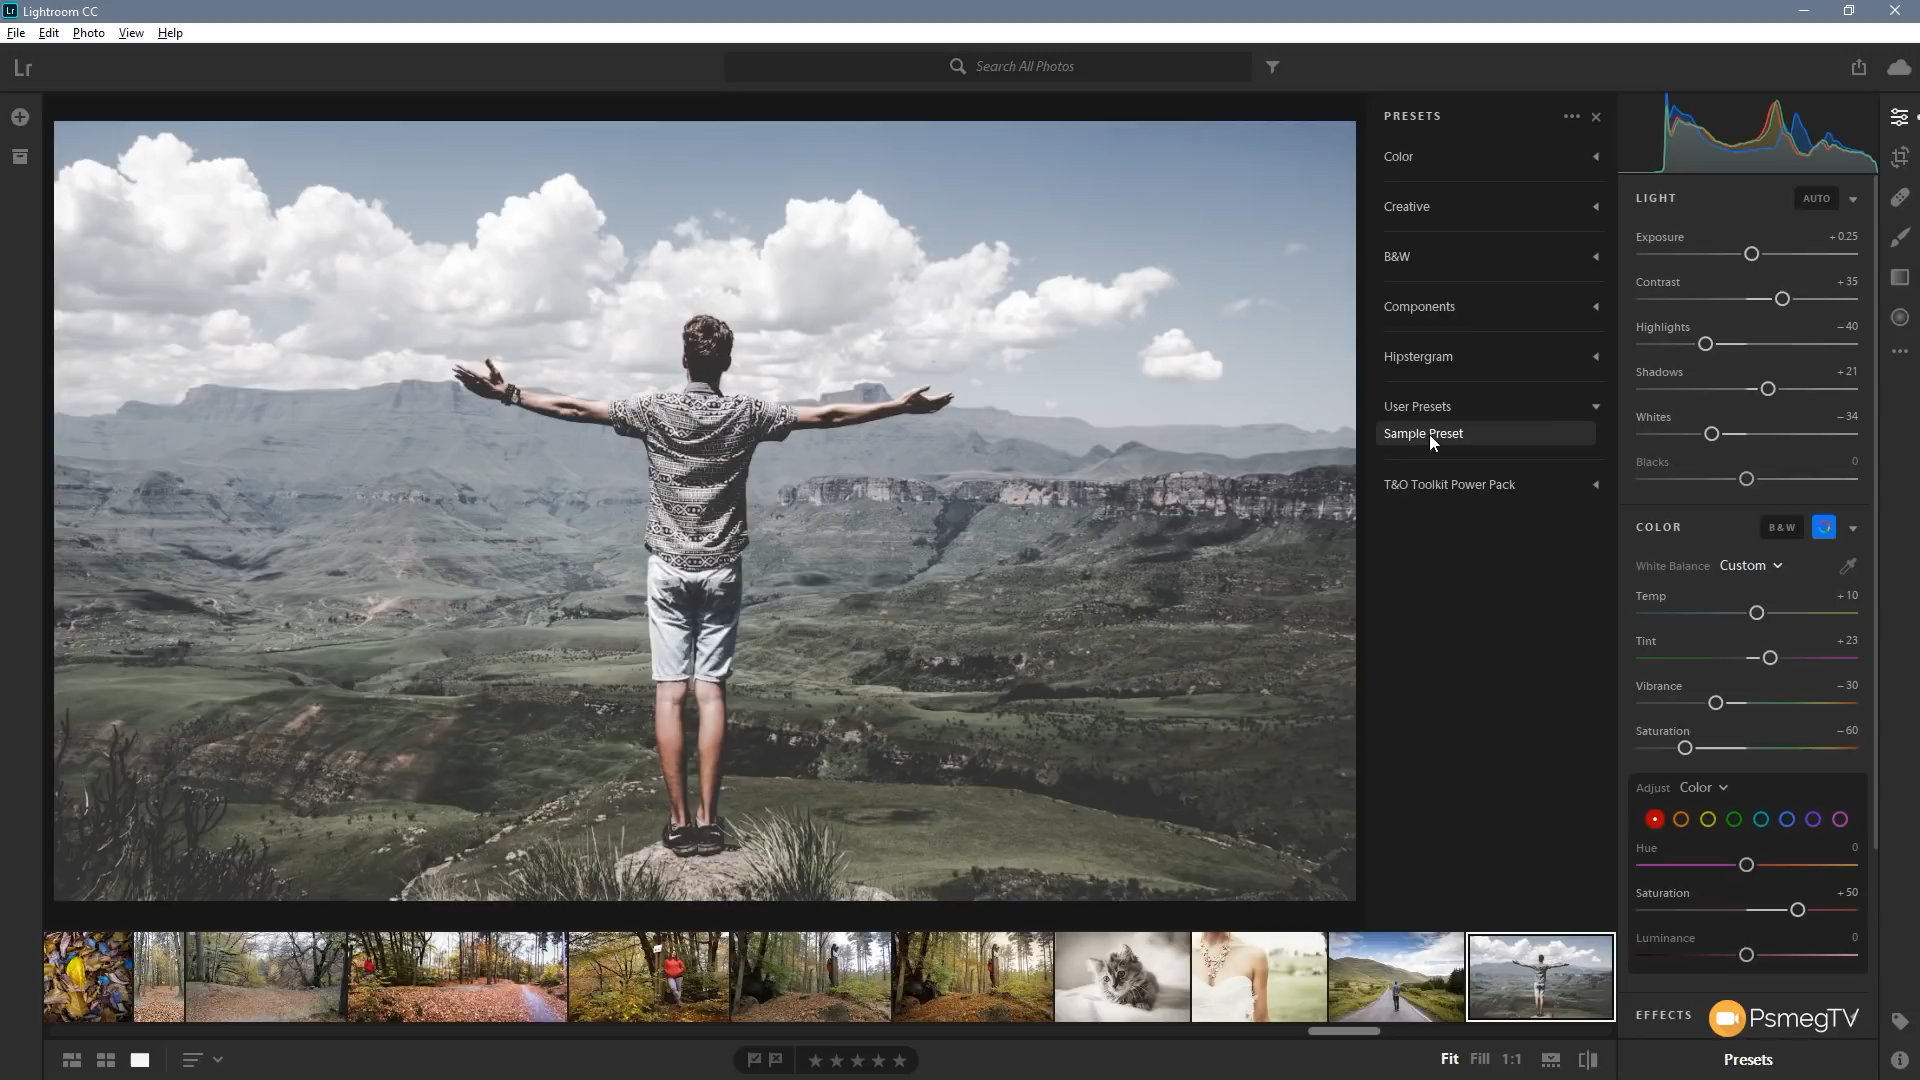 Lr Lightroom CC
File Edit Photo View Help
Lr
Search All Photos
PRESETS
Color
Creative
B&W
Components
Hipstergram
User Presets
Sample Preset
T&O Toolkit Power Pack
LIGHT AUTO
Exposure +0.25
Contrast +35
Highlights -40
Shadows +21
Whites -34
Blacks 0
COLOR B&W
White Balance Custom
Temp +10
Tint +23
Vibrance -30
Saturation -60
Adjust Color
Hue 0
Saturation +50
Luminance 0
EFFECTS
PsmegTV
Fit Fill 1:1
Presets